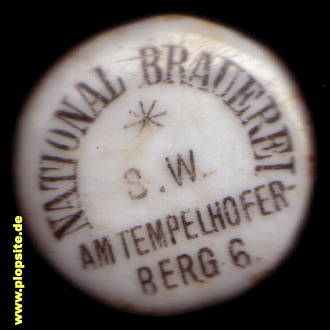 NATIONAL BRAUEREI
S.W.
AM TEMPELHOFER
BERG 6.
www.plopsite.de